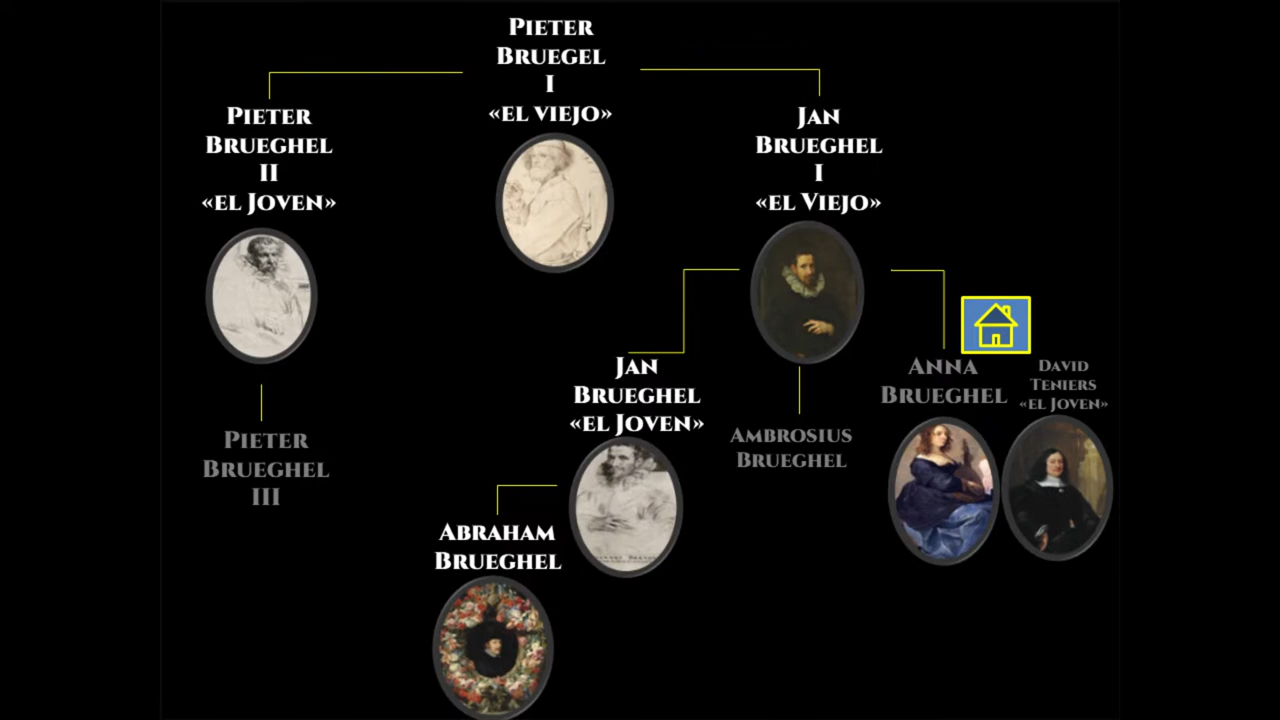 PIETER
BRUEGEL
I
«EL VIEJO»
PIETER
BRUEGHEL
II
«EL JOVEN»
JAN
BRUEGHEL
I
«EL VIEJO»
JAN
BRUEGHEL
«EL JOVEN»
ANNA
BRUEGHEL
DAVID
TENIERS
«EL JOVEN»
PIETER
BRUEGHEL
III
AMBROSIUS
BRUEGHEL
ABRAHAM
BRUEGHEL